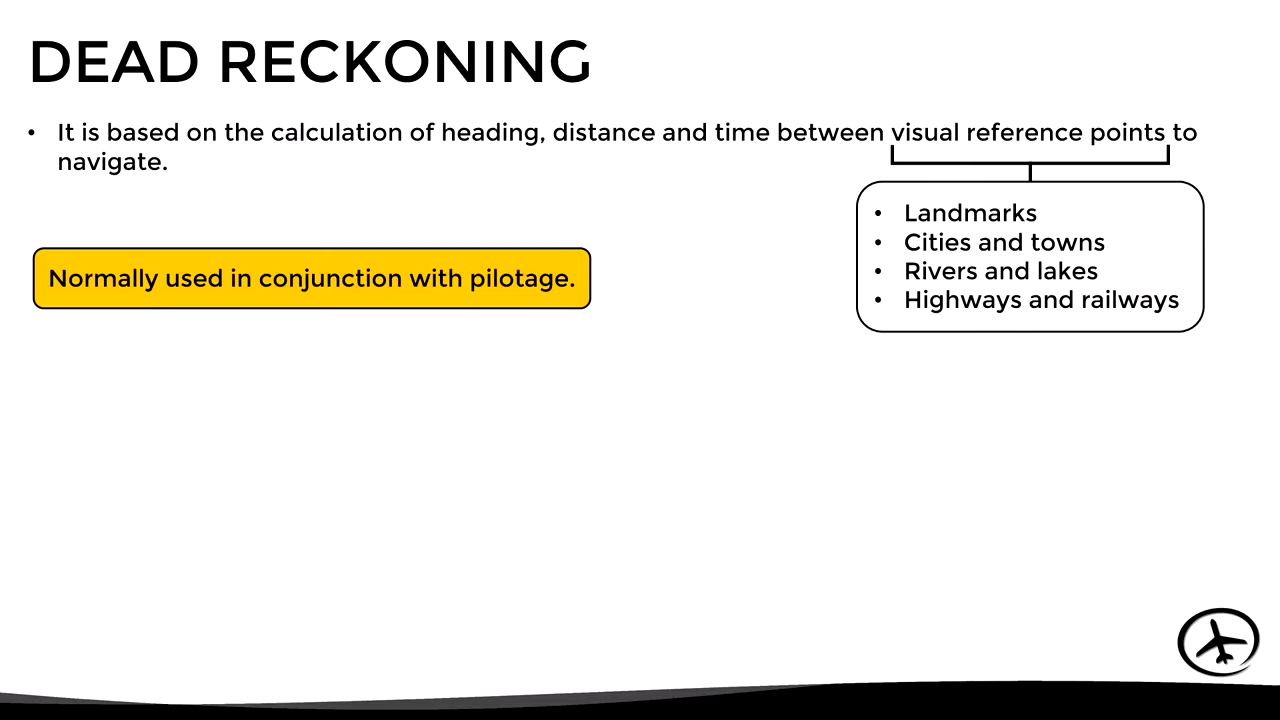 DEAD RECKONING
• It is based on the calculation of heading, distance and time between visual reference points to
navigate.
• Landmarks
• Cities and towns
• Rivers and lakes
• Highways and railways
Normally used in conjunction with pilotage.